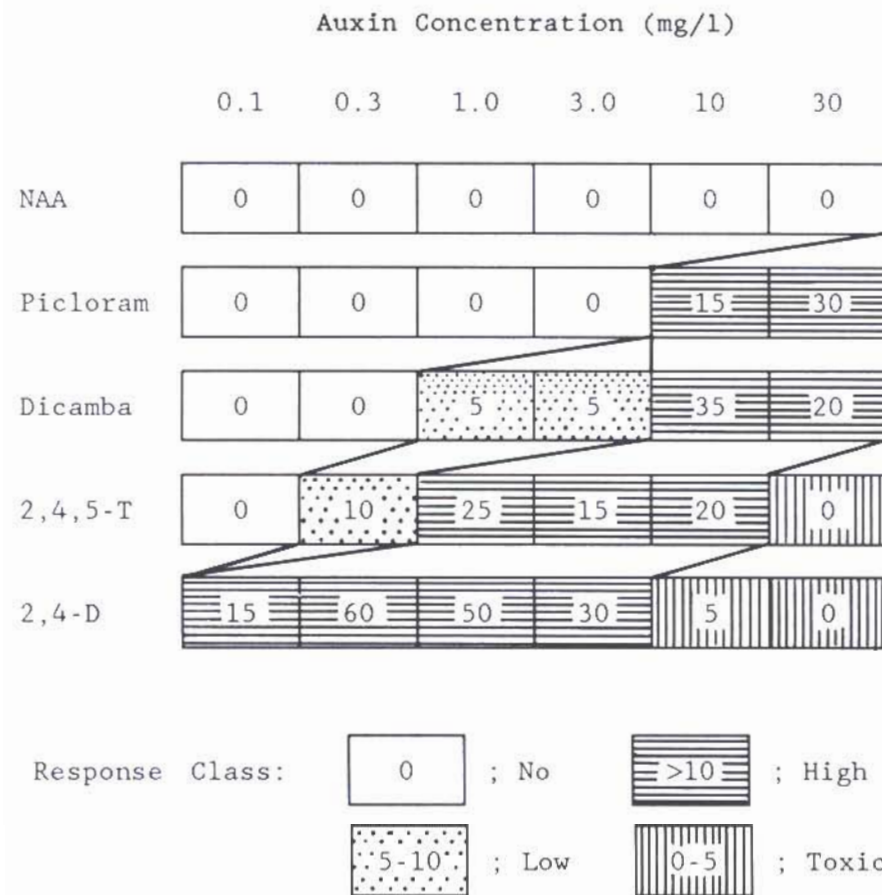 Auxin Concentration (mg/l)
0.1 0.3 1.0 3.0 10 30
NAA 0 0 0 0 0 0
Picloram 0 0 0 0 15 30
Dicamba 0 0 5 5 35 20
2,4,5-T 0 10 25 15 20 0
2,4-D 15 60 50 30 5 0
Response Class: 0 ; No >10 ; High
5-10 ; Low 0-5 ; Toxic